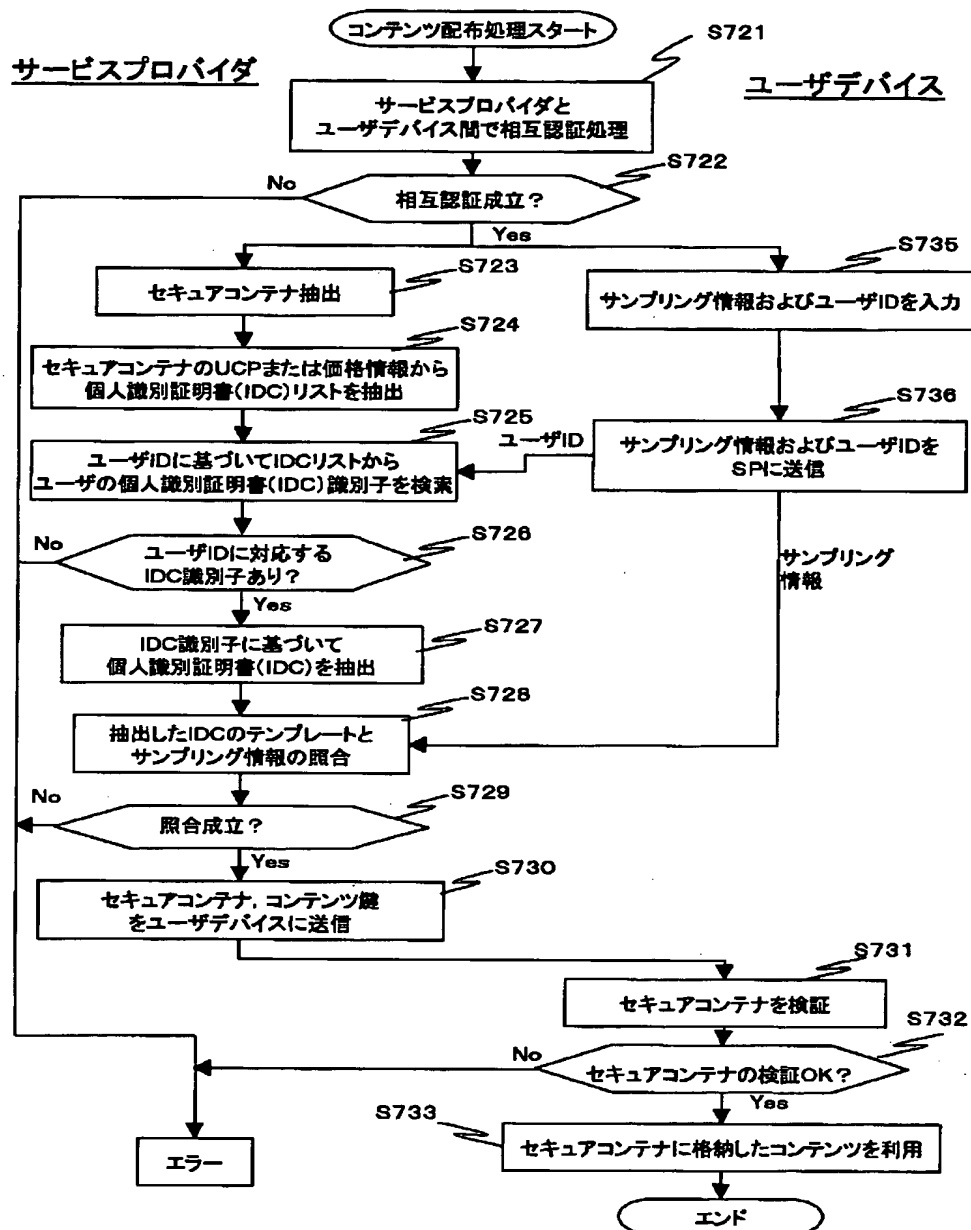 コンテンツ配布処理スタート
サービスプロバイダ
ユーザデバイス
S721
サービスプロバイダと
ユーザデバイス間で相互認証処理
S722
No
相互認証成立？
Yes
S723
セキュアコンテナ抽出
S735
サンプリング情報およびユーザIDを入力
S724
セキュアコンテナのUCPまたは価格情報から
個人識別証明書(IDC)リストを抽出
S736
サンプリング情報およびユーザIDを
SPに送信
S725
ユーザID
ユーザIDに基づいてIDCリストから
ユーザの個人識別証明書(IDC)識別子を検索
S726
No
ユーザIDに対応する
IDC識別子あり？
Yes
サンプリング
情報
S727
IDC識別子に基づいて
個人識別証明書(IDC)を抽出
S728
抽出したIDCのテンプレートと
サンプリング情報の照合
S729
No
照合成立？
Yes
S730
セキュアコンテナ，コンテンツ鍵
をユーザデバイスに送信
S731
セキュアコンテナを検証
S732
No
セキュアコンテナの検証OK？
Yes
S733
セキュアコンテナに格納したコンテンツを利用
エラー
エンド